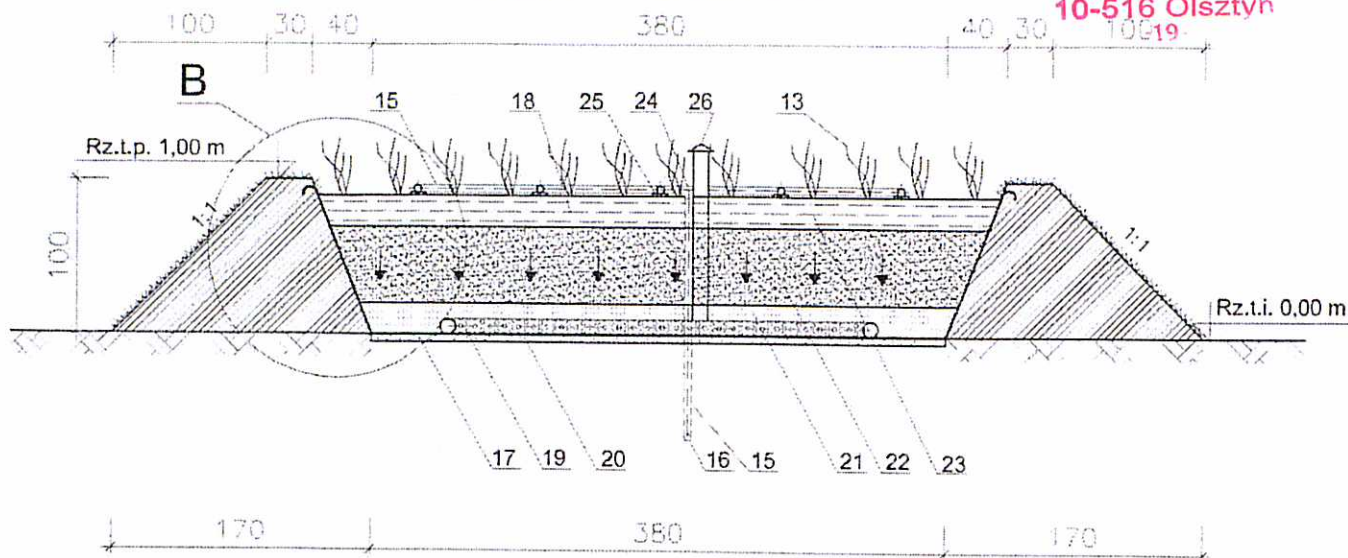 10-516 Olsztyn
19
100 30 40 380 40 30 100
B
15 18 25 24 26 13
Rz.t.p. 1,00 m
1:1
100
1:1
Rz.t.i. 0,00 m
17 19 20 16 15 21 22 23
170 380 170